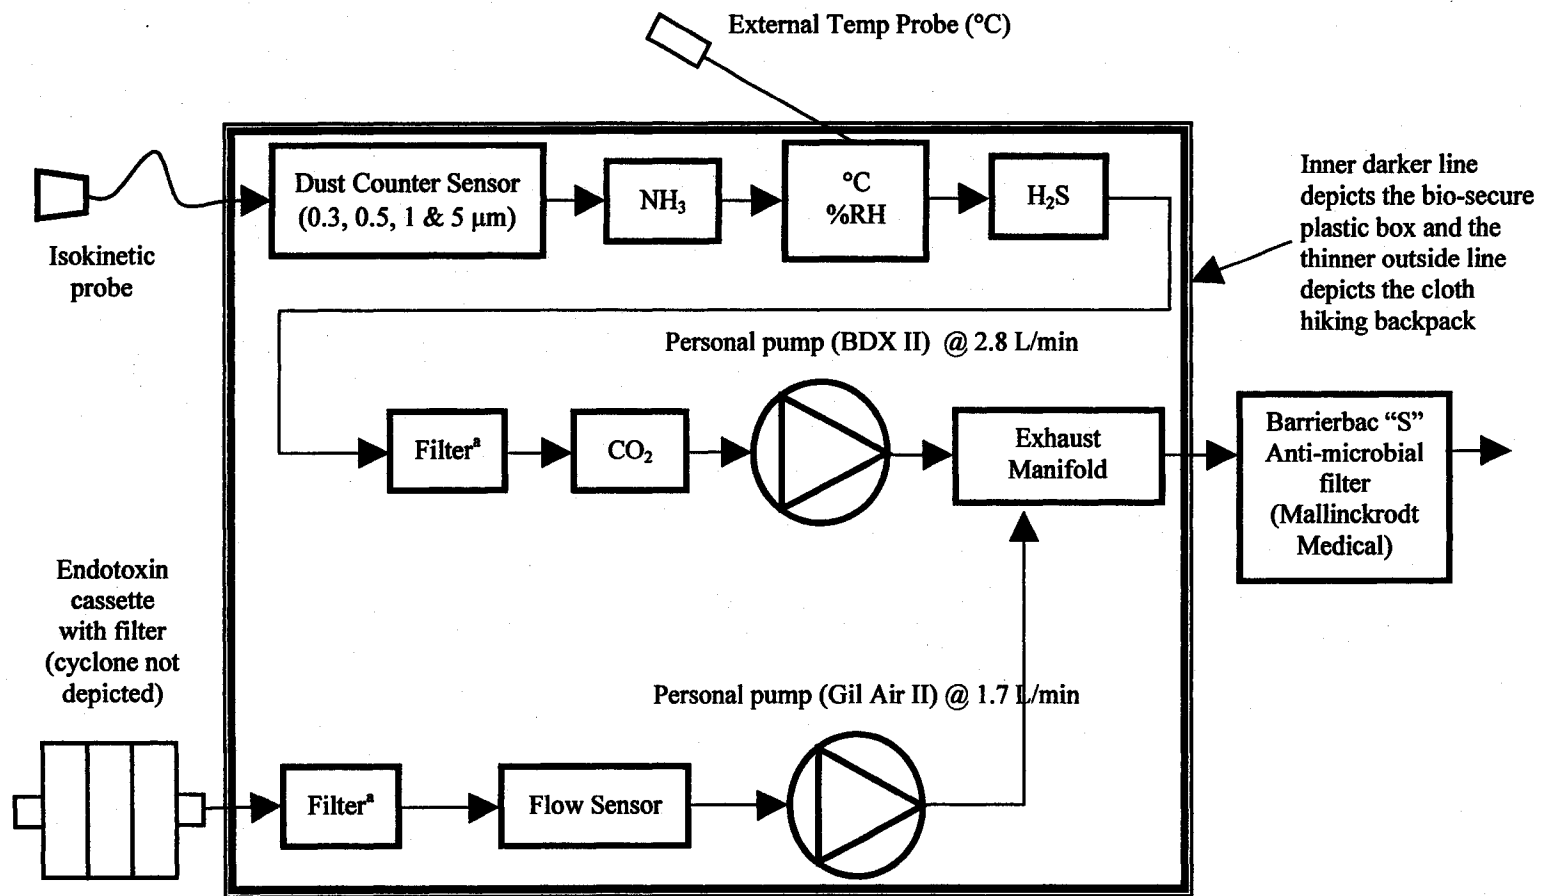 External Temp Probe (°C)
Dust Counter Sensor
(0.3, 0.5, 1 & 5 μm)
NH₃
°C
%RH
H₂S
Isokinetic
probe
Inner darker line
depicts the bio-secure
plastic box and the
thinner outside line
depicts the cloth
hiking backpack
Personal pump (BDX II) @ 2.8 L/min
Filterᵃ
CO₂
Exhaust
Manifold
Barrierbac “S”
Anti-microbial
filter
(Mallinckrodt
Medical)
Endotoxin
cassette
with filter
(cyclone not
depicted)
Personal pump (Gil Air II) @ 1.7 L/min
Filterᵃ
Flow Sensor